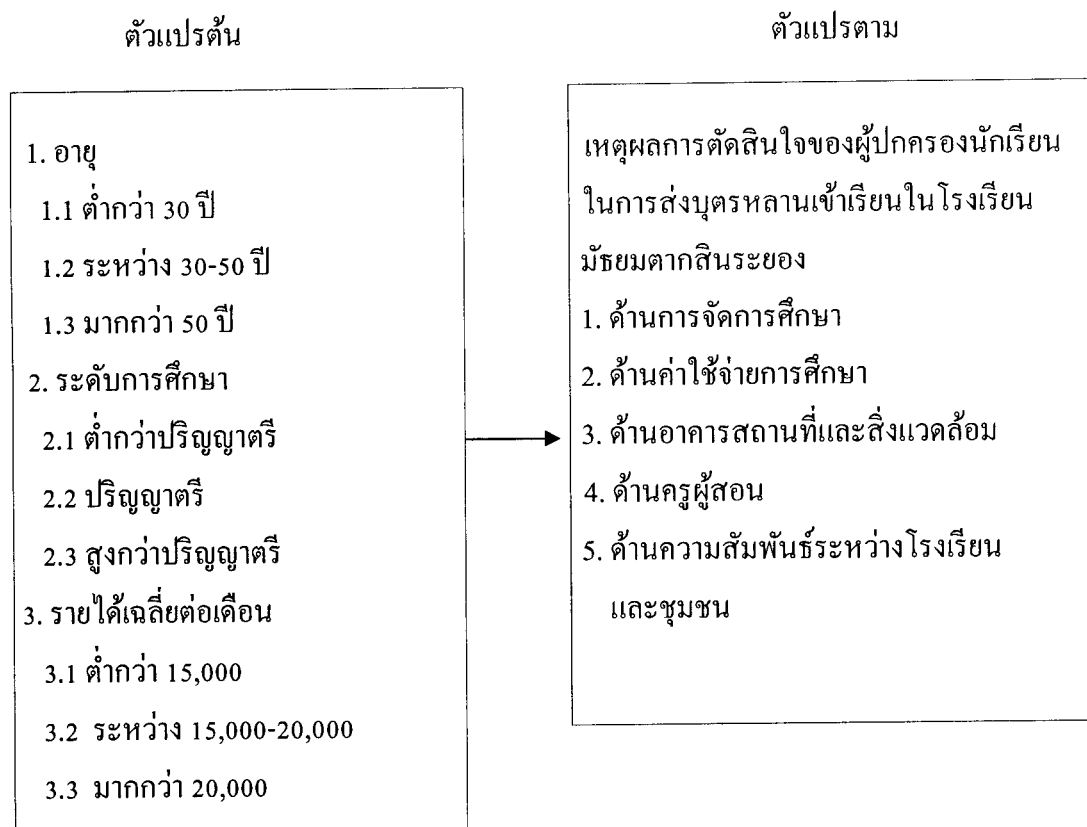 ตัวแปรต้น
1. อายุ
1.1 ต่ำกว่า 30 ปี
1.2 ระหว่าง 30-50 ปี
1.3 มากกว่า 50 ปี
2. ระดับการศึกษา
2.1 ต่ำกว่าปริญญาตรี
2.2 ปริญญาตรี
2.3 สูงกว่าปริญญาตรี
3. รายได้เฉลี่ยต่อเดือน
3.1 ต่ำกว่า 15,000
3.2 ระหว่าง 15,000-20,000
3.3 มากกว่า 20,000
ตัวแปรตาม
เหตุผลการตัดสินใจของผู้ปกครองนักเรียน
ในการส่งบุตรหลานเข้าเรียนในโรงเรียน
มัธยมตากสินระยอง
1. ด้านการจัดการศึกษา
2. ด้านค่าใช้จ่ายการศึกษา
3. ด้านอาคารสถานที่และสิ่งแวดล้อม
4. ด้านครูผู้สอน
5. ด้านความสัมพันธ์ระหว่างโรงเรียน
และชุมชน